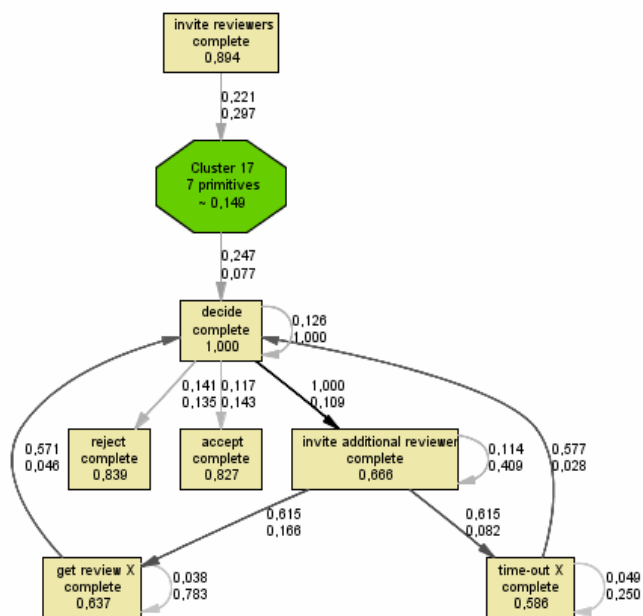 invite reviewers
complete
0,894
0,221
0,297
Cluster 17
7 primitives
~ 0,149
0,247
0,077
decide
complete
1,000
0,126
1,000
0,141
0,135
0,117
0,143
1,000
0,109
reject
complete
0,839
accept
complete
0,827
invite additional reviewer
complete
0,666
0,114
0,409
0,571
0,046
0,577
0,028
0,615
0,166
0,615
0,082
get review X
complete
0,637
0,038
0,783
time-out X
complete
0,586
0,049
0,250